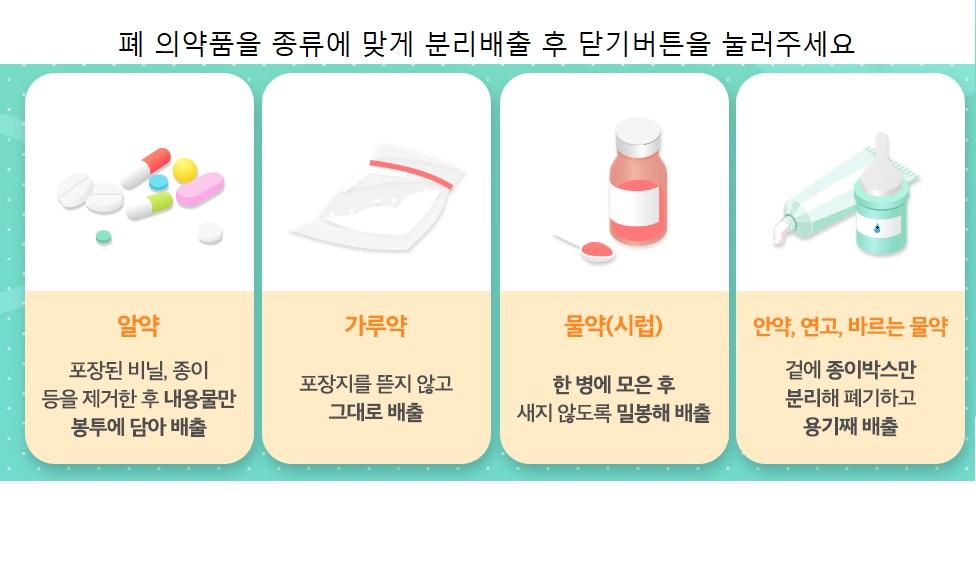 폐 의약품을 종류에 맞게 분리배출 후 닫기버튼을 눌러주세요
알약
포장된 비닐, 종이
등을 제거한 후 내용물만
봉투에 담아 배출
가루약
포장지를 뜯지 않고
그대로 배출
물약(시럽)
한 병에 모은 후
새지 않도록 밀봉해 배출
안약, 연고, 바르는 물약
겉에 종이박스만
분리해 폐기하고
용기째 배출